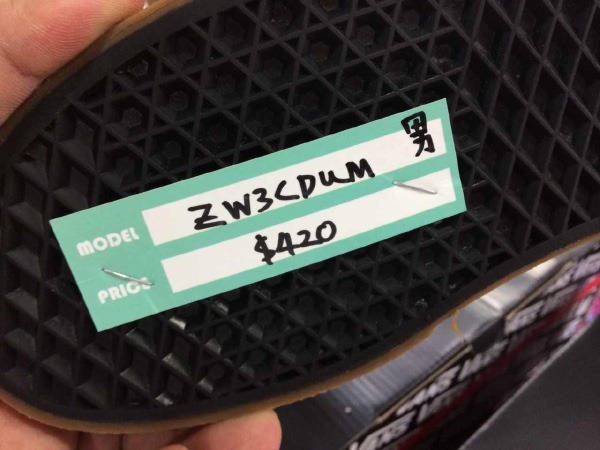 男
MODEL ZW3CDUM
PRICE $420